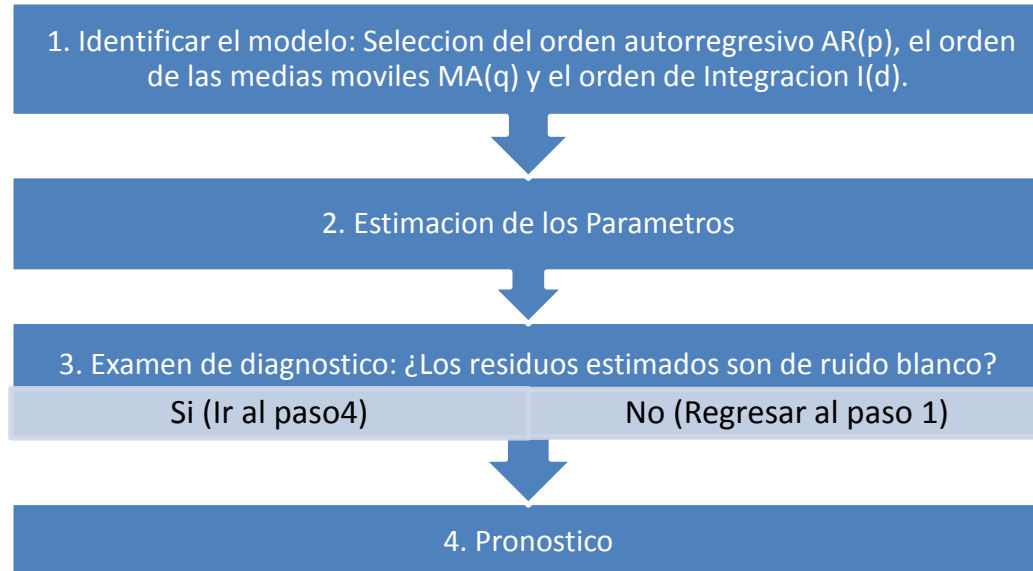 1. Identificar el modelo: Seleccion del orden autorregresivo AR(p), el orden
de las medias moviles MA(q) y el orden de Integracion I(d).
2. Estimacion de los Parametros
3. Examen de diagnostico: ¿Los residuos estimados son de ruido blanco?
Si (Ir al paso4)
No (Regresar al paso 1)
4. Pronostico